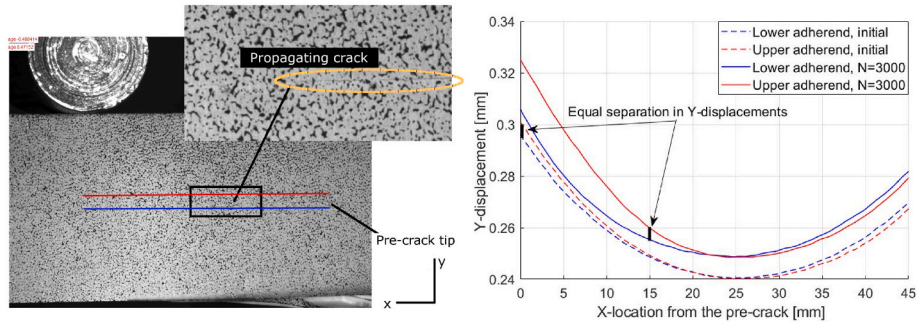 Propagating crack
Pre-crack tip
y
x
Lower adherend, initial
Upper adherend, initial
Lower adherend, N=3000
Upper adherend, N=3000
Equal separation in Y-displacements
Y-displacement [mm]
0.34
0.32
0.3
0.28
0.26
0.24
0 5 10 15 20 25 30 35 40 45
X-location from the pre-crack [mm]